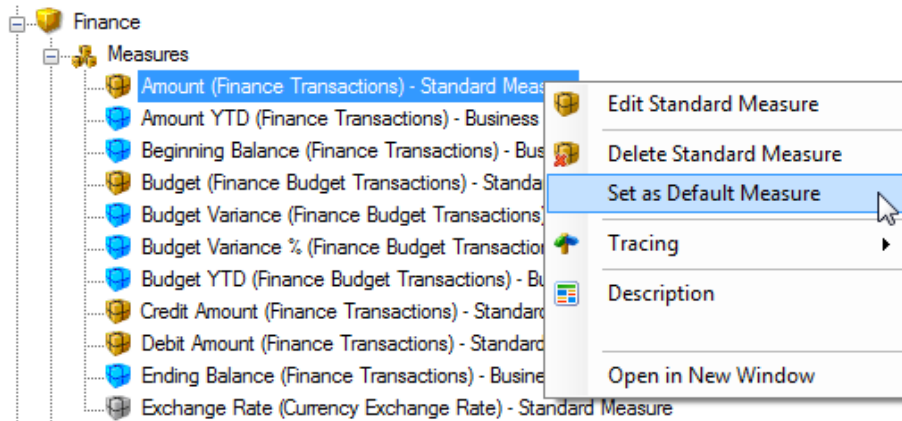 Finance
Measures
Amount (Finance Transactions) - Standard Meas
Edit Standard Measure
Amount YTD (Finance Transactions) - Business
Beginning Balance (Finance Transactions) - Bus
Delete Standard Measure
Budget (Finance Budget Transactions) - Standa
Set as Default Measure
Budget Variance (Finance Budget Transactions)
Budget Variance % (Finance Budget Transaction
Tracing
Budget YTD (Finance Budget Transactions) - Bu
Description
Credit Amount (Finance Transactions) - Standard
Debit Amount (Finance Transactions) - Standard
Ending Balance (Finance Transactions) - Busine
Open in New Window
Exchange Rate (Currency Exchange Rate) - Standard Measure